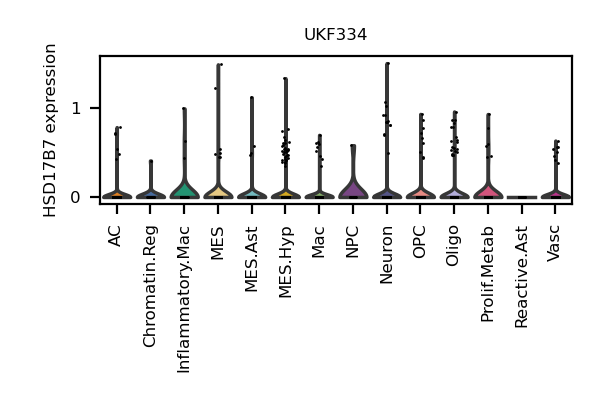 UKF334
HSD17B7 expression
1
0
AC
Chromatin.Reg
Inflammatory.Mac
MES
MES.Ast
MES.Hyp
Mac
NPC
Neuron
OPC
Oligo
Prolif.Metab
Reactive.Ast
Vasc